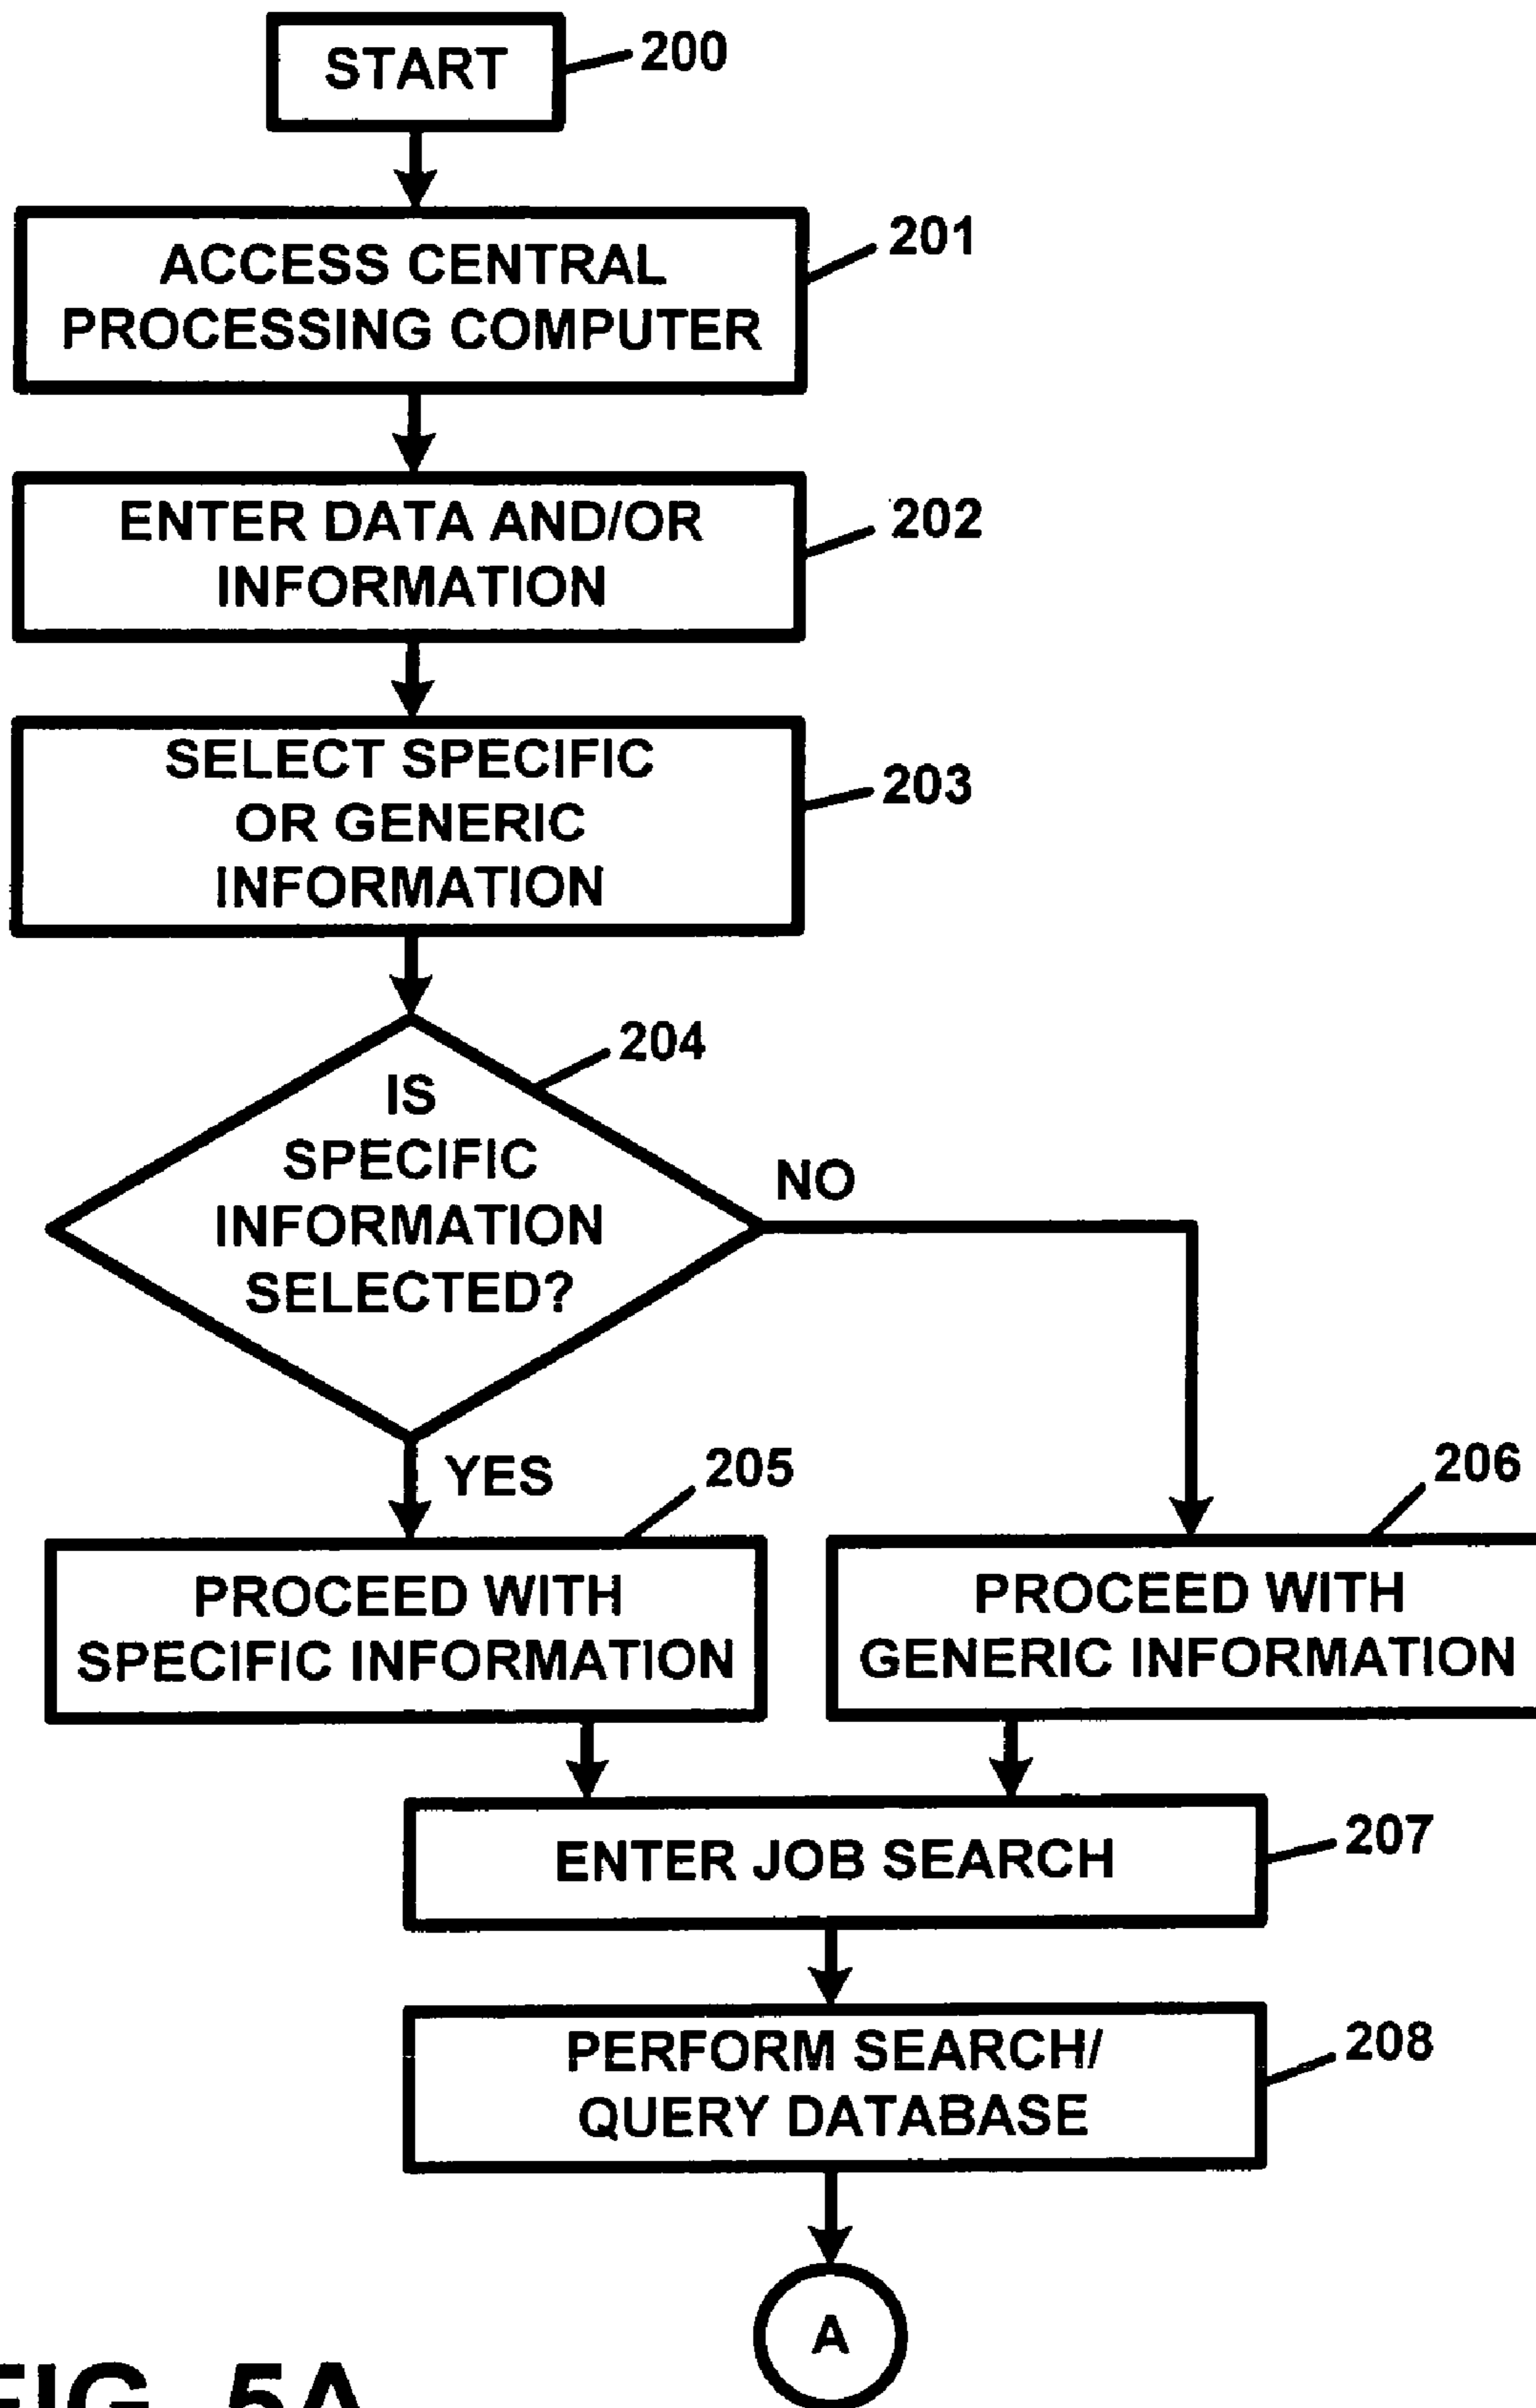 START
200
ACCESS CENTRAL
PROCESSING COMPUTER
201
ENTER DATA AND/OR
INFORMATION
202
SELECT SPECIFIC
OR GENERIC
INFORMATION
203
IS
SPECIFIC
INFORMATION
SELECTED?
204
NO
YES
205
206
PROCEED WITH
SPECIFIC INFORMATION
PROCEED WITH
GENERIC INFORMATION
ENTER JOB SEARCH
207
PERFORM SEARCH/
QUERY DATABASE
208
A
FIG. 5A